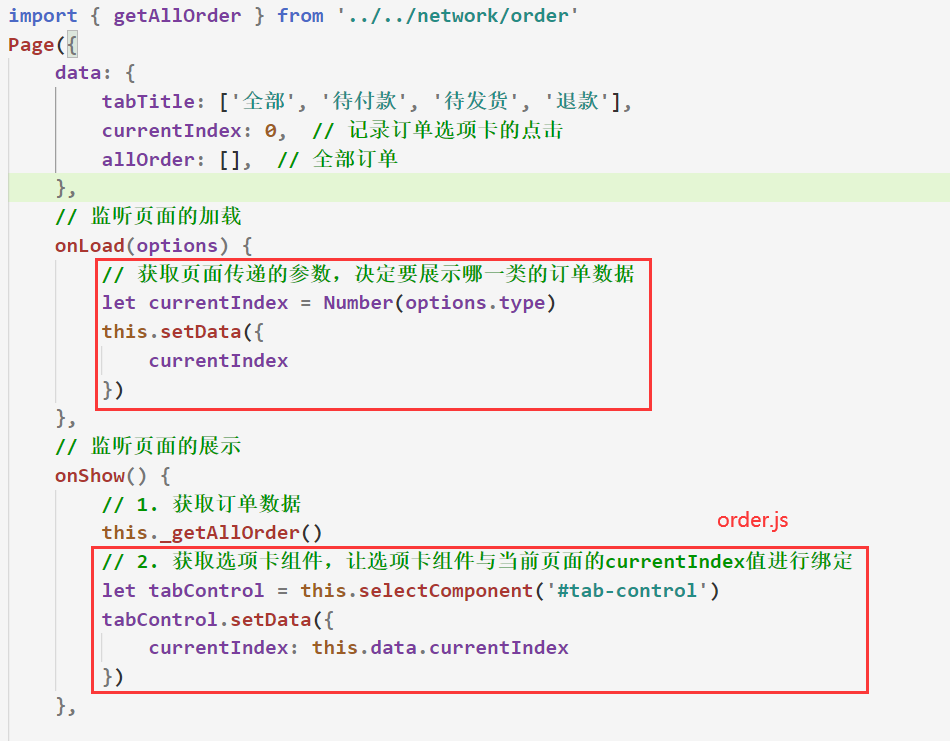 import { getAllOrder } from '../../network/order'
Page({
data: {
tabTitle: ['全部', '待付款', '待发货', '退款'],
currentIndex: 0,  // 记录订单选项卡的点击
allOrder: [],  // 全部订单
},
// 监听页面的加载
onLoad(options) {
// 获取页面传递的参数，决定要展示哪一类的订单数据
let currentIndex = Number(options.type)
this.setData({
currentIndex
})
},
// 监听页面的展示
onShow() {
// 1. 获取订单数据
this._getAllOrder()
order.js
// 2. 获取选项卡组件，让选项卡组件与当前页面的currentIndex值进行绑定
let tabControl = this.selectComponent('#tab-control')
tabControl.setData({
currentIndex: this.data.currentIndex
})
},